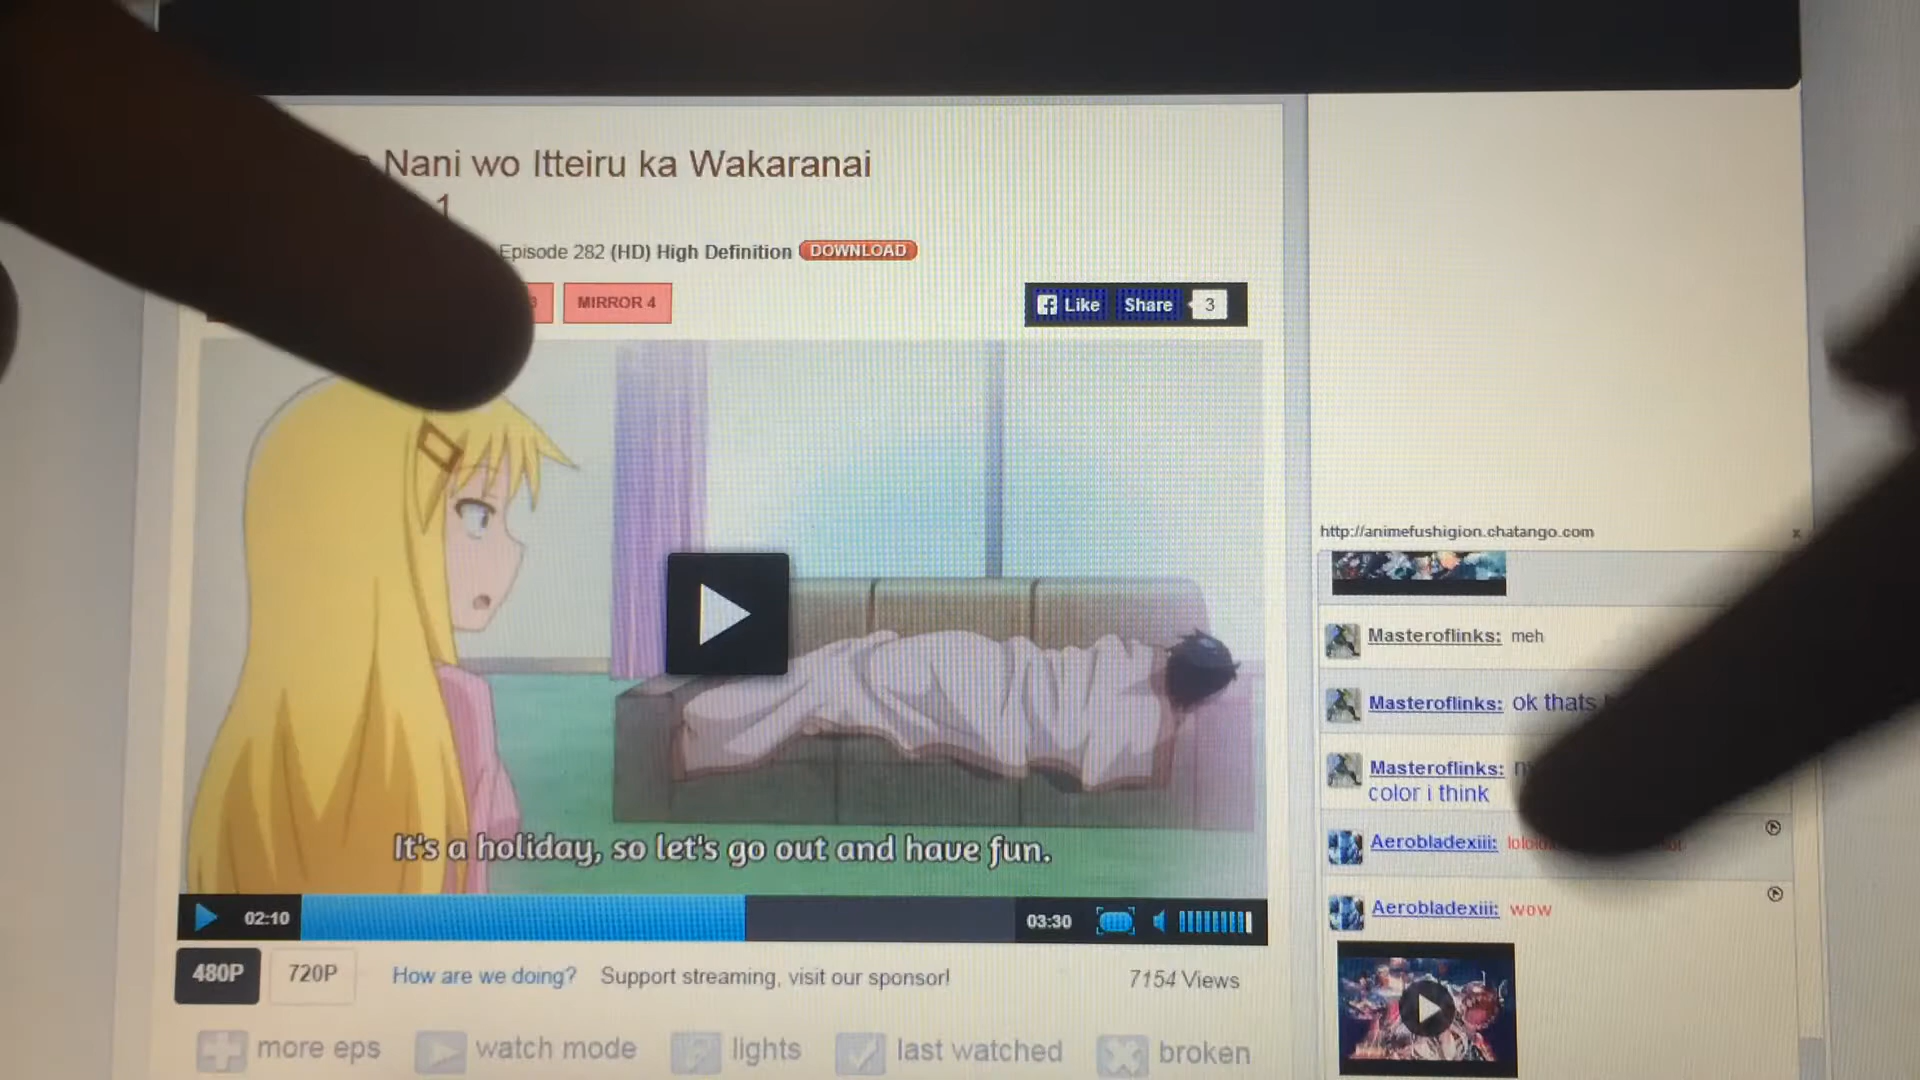 Nani wo Itteiru ka Wakaranai
1
Episode 282 (HD) High Definition DOWNLOAD
3 MIRROR 4
Like Share 3
It's a holiday, so let's go out and have fun.
02:10 03:30
480P 720P How are we doing? Support streaming, visit our sponsor! 7154 Views
more eps watch mode lights last watched broken
http://animefushigion.chatango.com x
Masteroflinks: meh
Masteroflinks: ok thats
Masteroflinks:
color i think
Aerobladexiii:
Aerobladexiii: wow